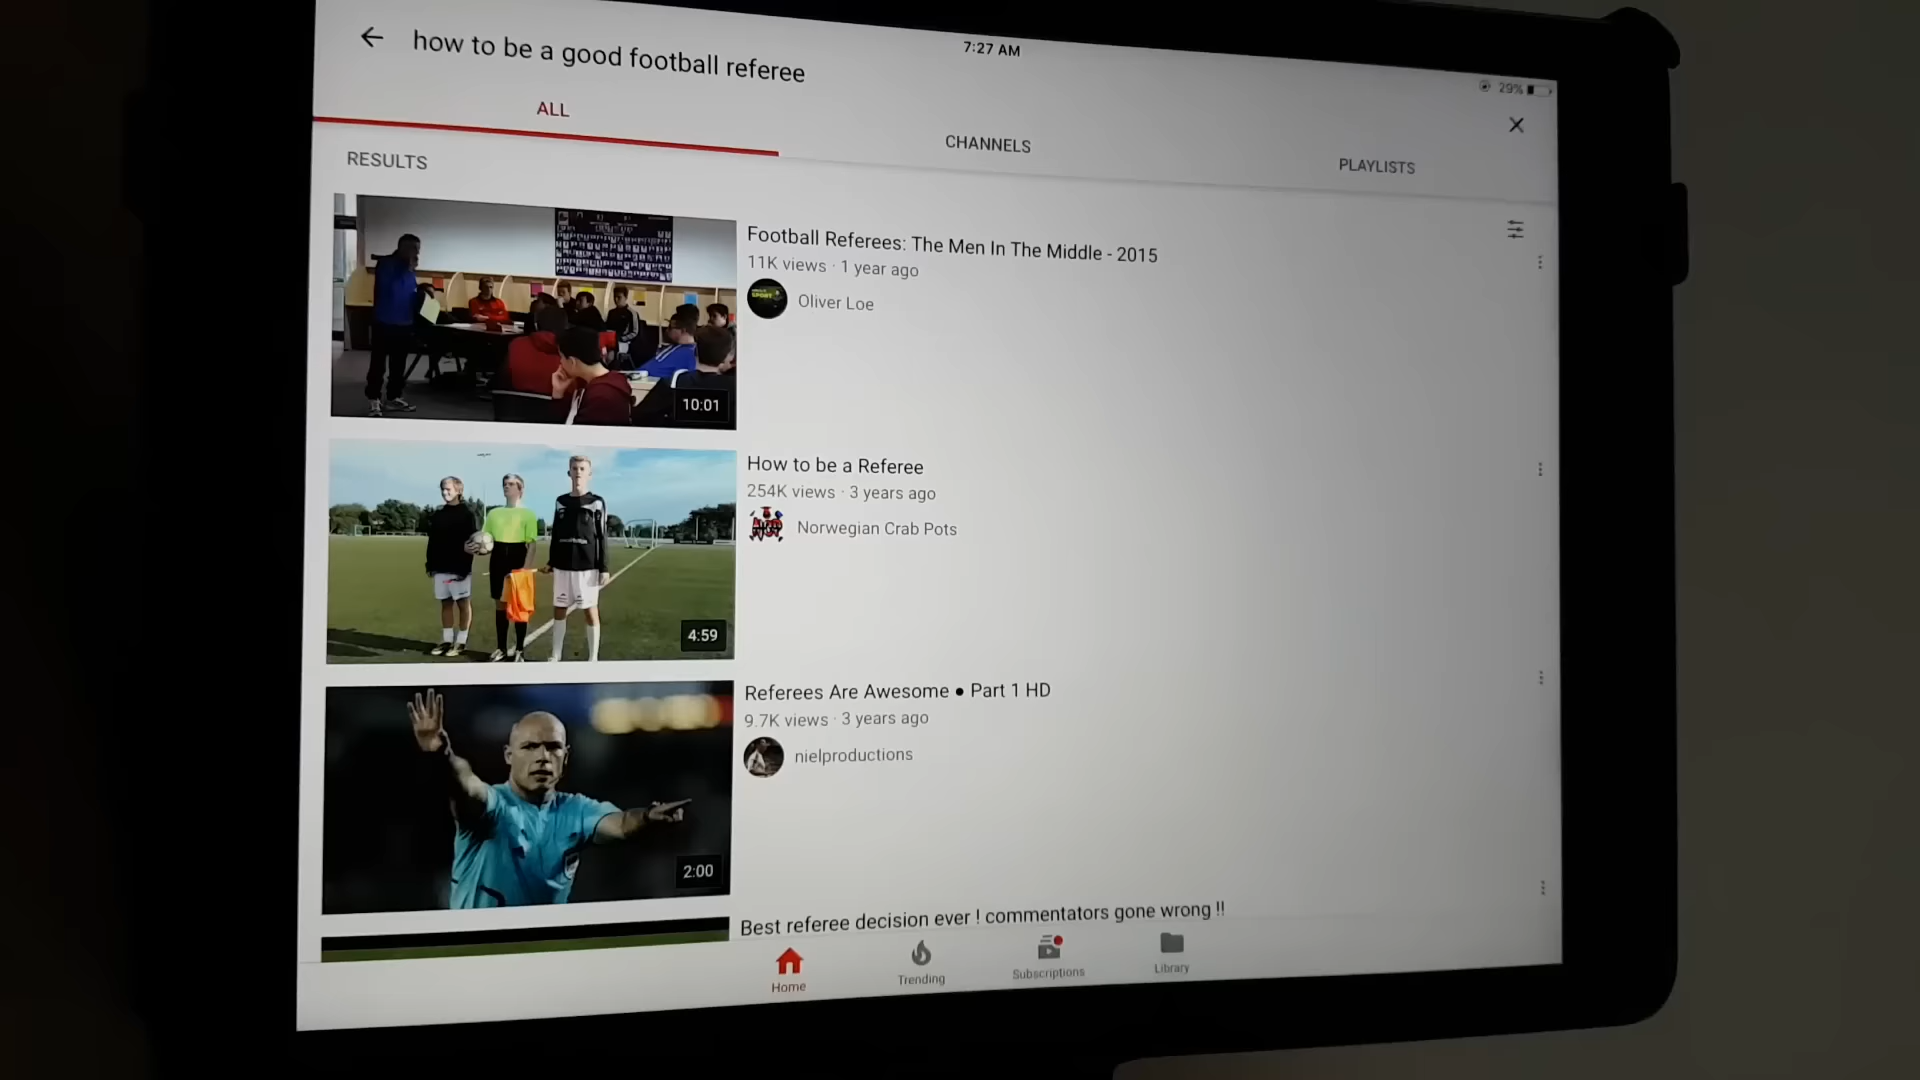 how to be a good football referee
7:27 AM
29%
ALL
CHANNELS
PLAYLISTS
RESULTS
Football Referees: The Men In The Middle - 2015
11K views · 1 year ago
Oliver Loe
10:01
How to be a Referee
254K views · 3 years ago
Norwegian Crab Pots
4:59
Referees Are Awesome ● Part 1 HD
9.7K views · 3 years ago
nielproductions
2:00
Best referee decision ever ! commentators gone wrong !!
Home
Trending
Subscriptions
Library